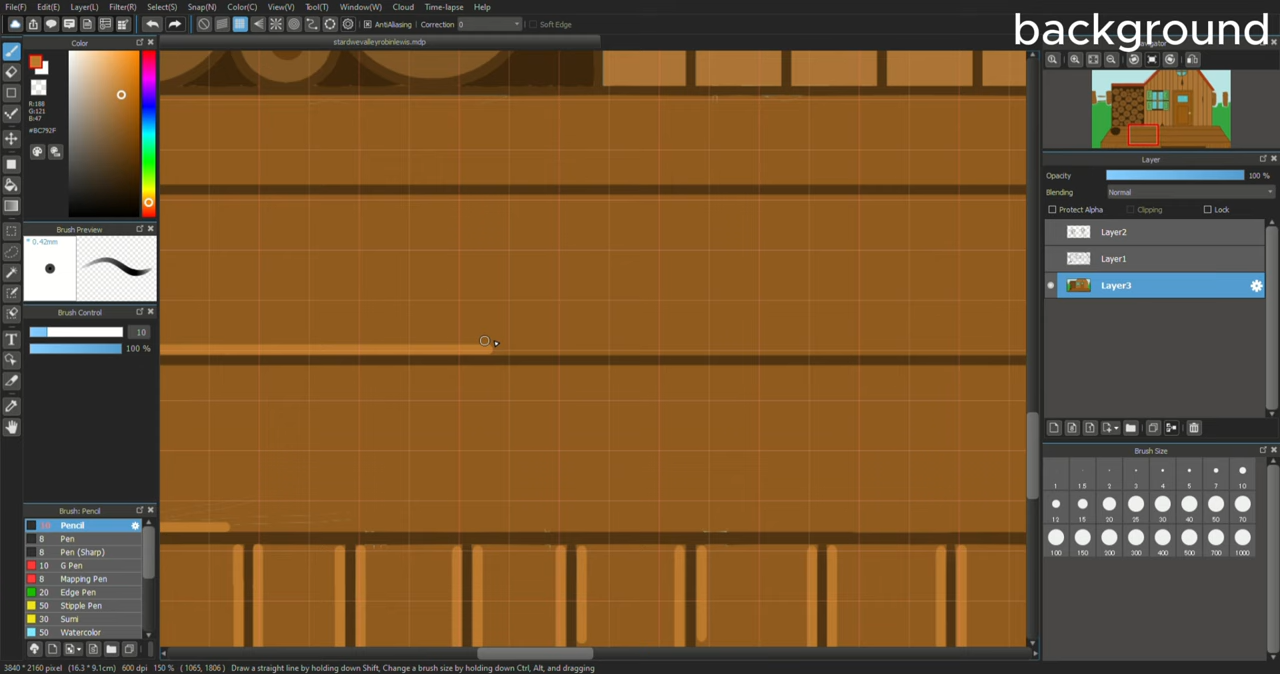 File(F) Edit(E) Layer(L) Filter(R) Select(S) Snap(N) Color(C) View(V) Tool(T) Window(W) Cloud Time-lapse Help
background
AntiAliasing Correction 0 Soft Edge
Color
stardwevalleyrobinlewis.mdp
Navigator
R:188
G:121
B:47
#BC792F
Layer
Opacity 100 %
Blending Normal
Protect Alpha Clipping Lock
Layer2
Layer1
Layer3
Brush Preview
* 0.42mm
Brush Control
10
100 %
Brush Size
1 1.5 2 3 4 5 7 10
12 15 20 25 30 40 50 70
100 150 200 300 400 500 700 1000
Brush: Pencil
10 Pencil
8 Pen
8 Pen (Sharp)
10 G Pen
8 Mapping Pen
20 Edge Pen
50 Stipple Pen
30 Sumi
50 Watercolor
3840 * 2160 pixel (16.3 * 9.1cm) 600 dpi 150 % ( 1065, 1806 ) Draw a straight line by holding down Shift, Change a brush size by holding down Ctrl, Alt, and dragging